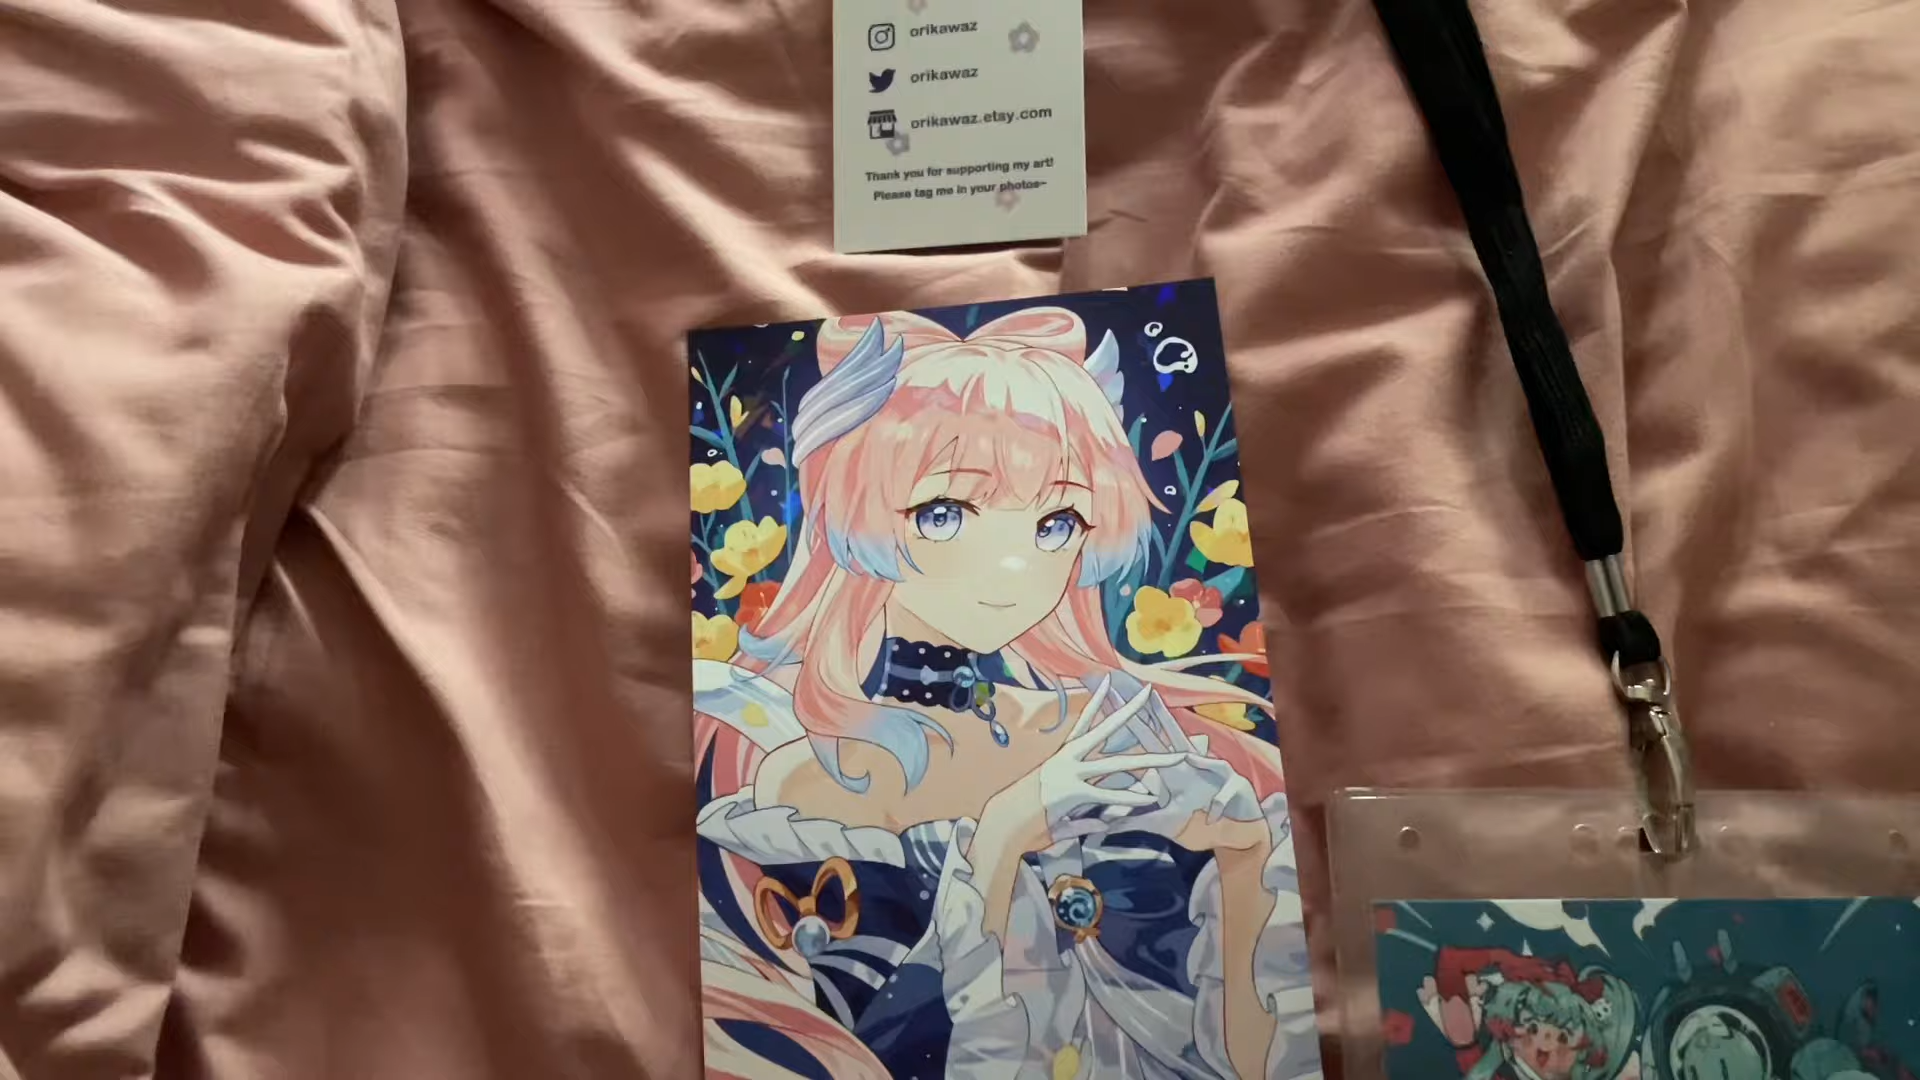 orikawaz
orikawaz
orikawaz.etsy.com
Thank you for supporting my art!
Please tag me in your photos~